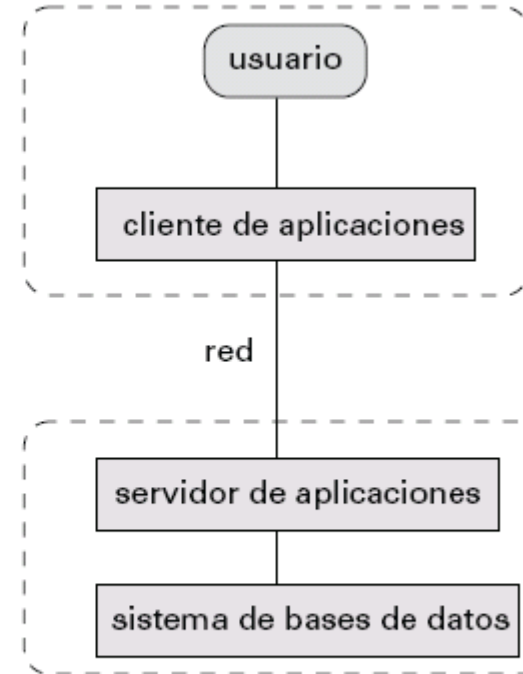 usuario
cliente de aplicaciones
red
servidor de aplicaciones
sistema de bases de datos